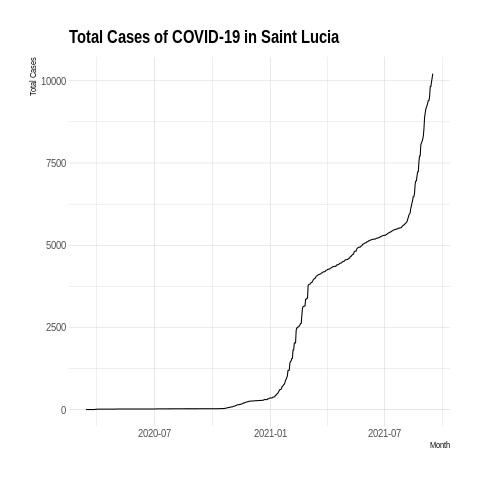 Total Cases of COVID-19 in Saint Lucia
Total Cases
10000
7500
5000
2500
0
2020-07 2021-01 2021-07
Month